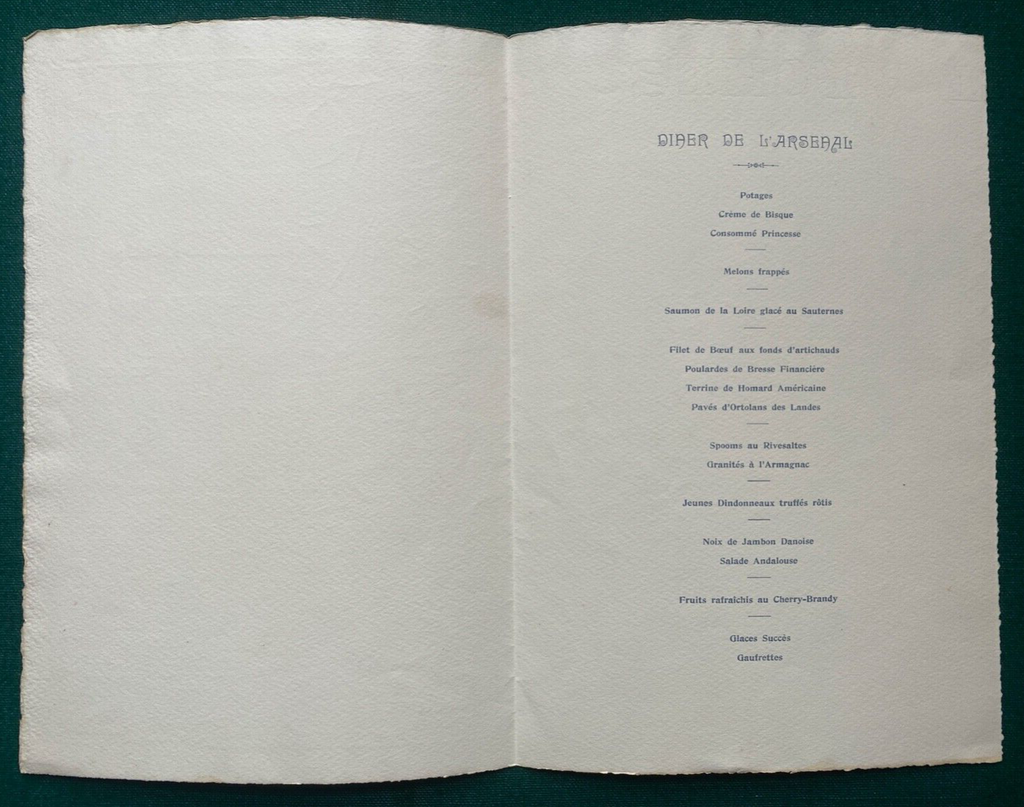 DINER DE L'ARSENAL
Potages
Crème de Bisque
Consommé Princesse
Melons frappés
Saumon de la Loire glacé au Sauternes
Filet de Bœuf aux fonds d'artichauds
Poulardes de Bresse Financière
Terrine de Homard Américaine
Pavés d'Ortolans des Landes
Spooms au Rivesaltes
Granités à l'Armagnac
Jeunes Dindonneaux truffés rôtis
Noix de Jambon Danoise
Salade Andalouse
Fruits rafraîchis au Cherry-Brandy
Glaces Succès
Gaufrettes